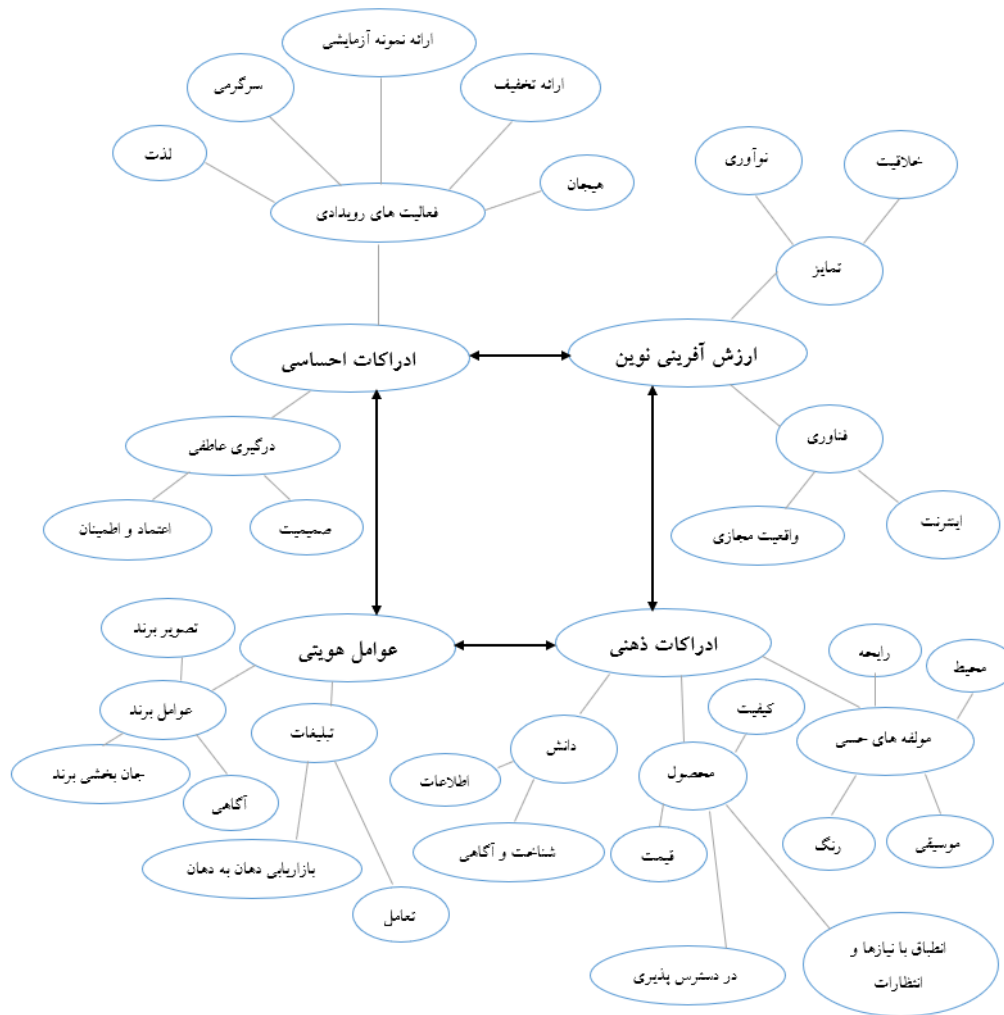 ارائه نمونه آزمایشی
سرگرمی
ارائه تخفیف
لذت
هیجان
فعالیت های رویدادی
نوآوری
خلاقیت
تمایز
ارزش آفرینی نوین
ادراکات احساسی
درگیری عاطفی
اعتماد و اطمینان
صمیمیت
فناوری
واقعیت مجازی
اینترنت
ادراکات ذهنی
عوامل هویتی
تصویر برند
عوامل برند
جان بخشی برند
آگاهی
تبلیغات
بازاریابی دهان به دهان
تعامل
دانش
اطلاعات
شناخت و آگاهی
محصول
کیفیت
قیمت
در دسترس پذیری
انطباق با نیازها و
انتظارات
مولفه های حسی
رایحه
محیط
رنگ
موسیقی